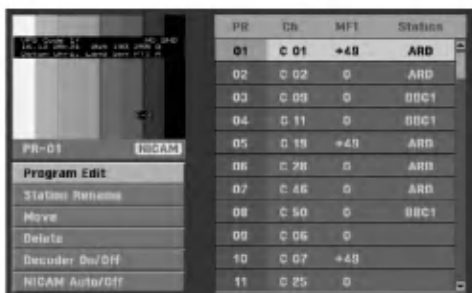 PR-01 NICAM
Program Edit
Station Rename
Move
Delete
Decoder On/Off
NICAM Auto/Off
PR Ch. MFT Station
01 C 01 +49 ARD
02 C 02 0 ARD
03 C 09 0 BBC1
04 C 11 0 BBC1
05 C 19 +49 ARD
06 C 28 0 ARD
07 C 46 0 ARD
08 C 50 0 BBC1
09 C 06 0
10 C 07 +49
11 C 25 0